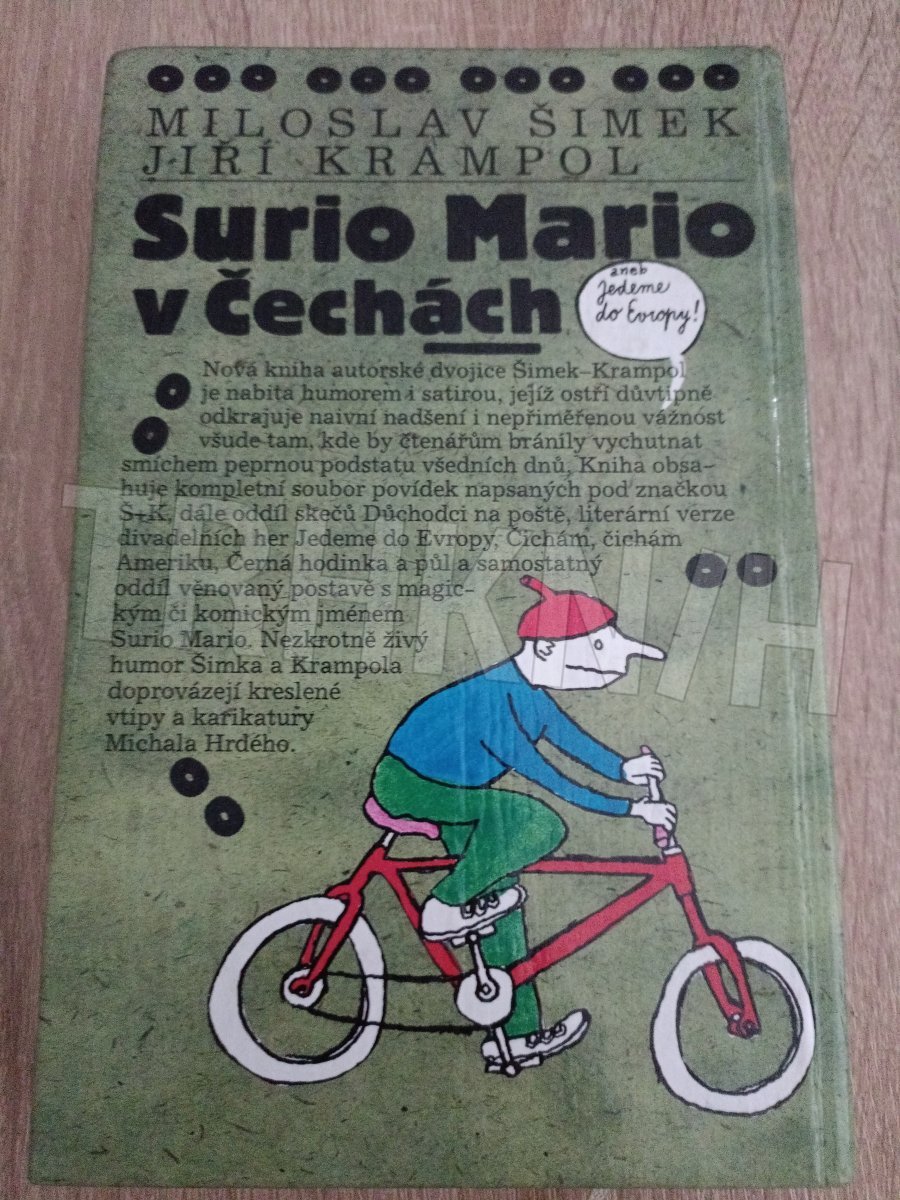 MILOSLAV ŠIMEK
JIŘÍ KRAMPOL
Surio Mario
v Čechách
aneb
Jedeme
do Evropy!
Nová kniha autorské dvojice Šimek–Krampol
je nabita humorem i satirou, jejíž ostří důvtipně
odkrajuje naivní nadšení i nepřiměřenou vážnost
všude tam, kde by čtenářům bránily vychutnat
smíchem peprnou podstatu všedních dnů. Kniha obsa–
huje kompletní soubor povídek napsaných pod značkou
Š+K, dále oddíl skečů Důchodci na poště, literární verze
divadelních her Jedeme do Evropy, Čichám, čichám
Ameriku, Černá hodinka a půl a samostatný
oddíl věnovaný postavě s magic–
kým či komickým jménem
Surio Mario. Nezkrotně živý
humor Šimka a Krampola
doprovázejí kreslené
vtipy a karikatury
Michala Hrdého.
TRHKNIH